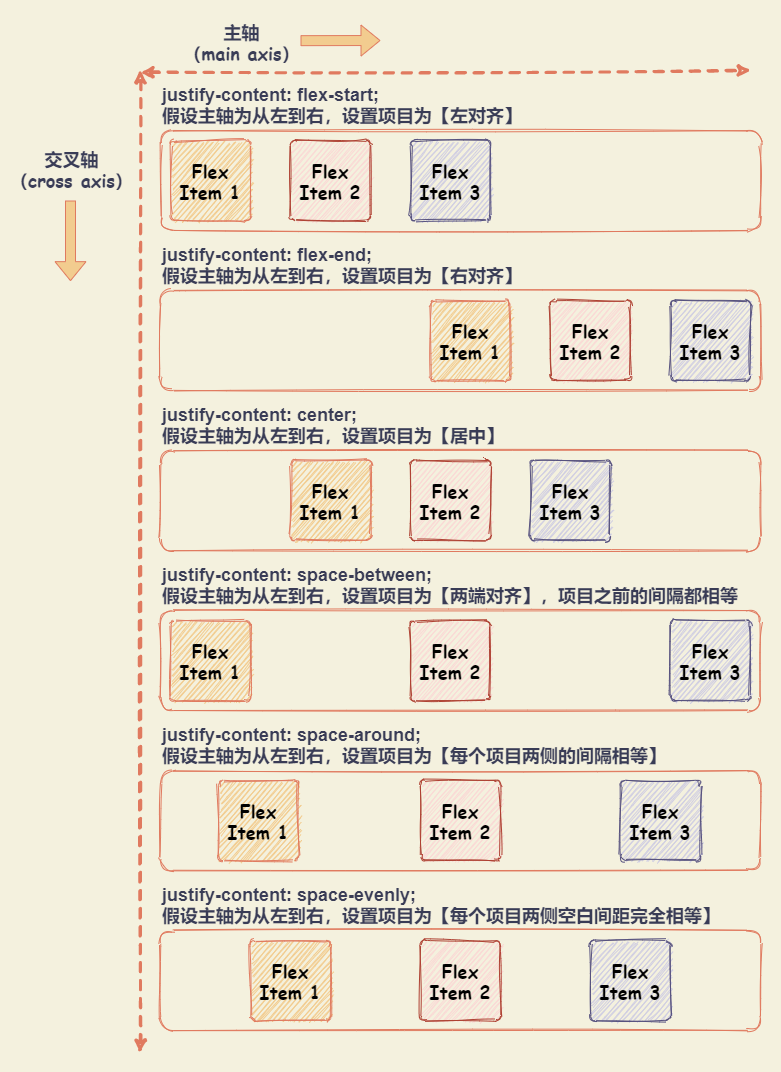 主轴
(main axis)
justify-content: flex-start;
假设主轴为从左到右，设置项目为【左对齐】
交叉轴
(cross axis)
Flex
Item 1
Flex
Item 2
Flex
Item 3
justify-content: flex-end;
假设主轴为从左到右，设置项目为【右对齐】
Flex
Item 1
Flex
Item 2
Flex
Item 3
justify-content: center;
假设主轴为从左到右，设置项目为【居中】
Flex
Item 1
Flex
Item 2
Flex
Item 3
justify-content: space-between;
假设主轴为从左到右，设置项目为【两端对齐】，项目之前的间隔都相等
Flex
Item 1
Flex
Item 2
Flex
Item 3
justify-content: space-around;
假设主轴为从左到右，设置项目为【每个项目两侧的间隔相等】
Flex
Item 1
Flex
Item 2
Flex
Item 3
justify-content: space-evenly;
假设主轴为从左到右，设置项目为【每个项目两侧空白间距完全相等】
Flex
Item 1
Flex
Item 2
Flex
Item 3